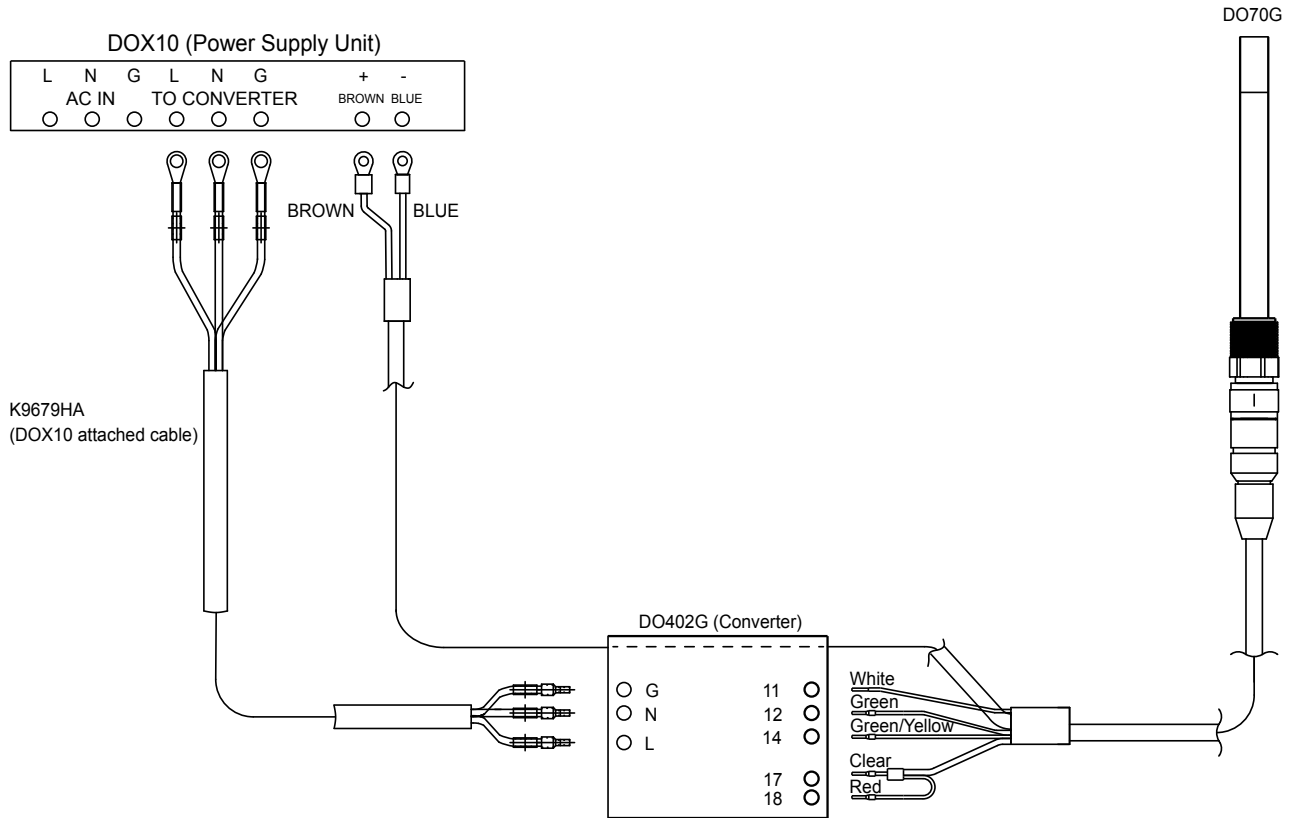 DO70G
DOX10 (Power Supply Unit)
L N G L N G + -
AC IN TO CONVERTER BROWN BLUE
BROWN BLUE
K9679HA
(DOX10 attached cable)
DO402G (Converter)
G 11 White
N 12 Green
L 14 Green/Yellow
17 Clear
18 Red